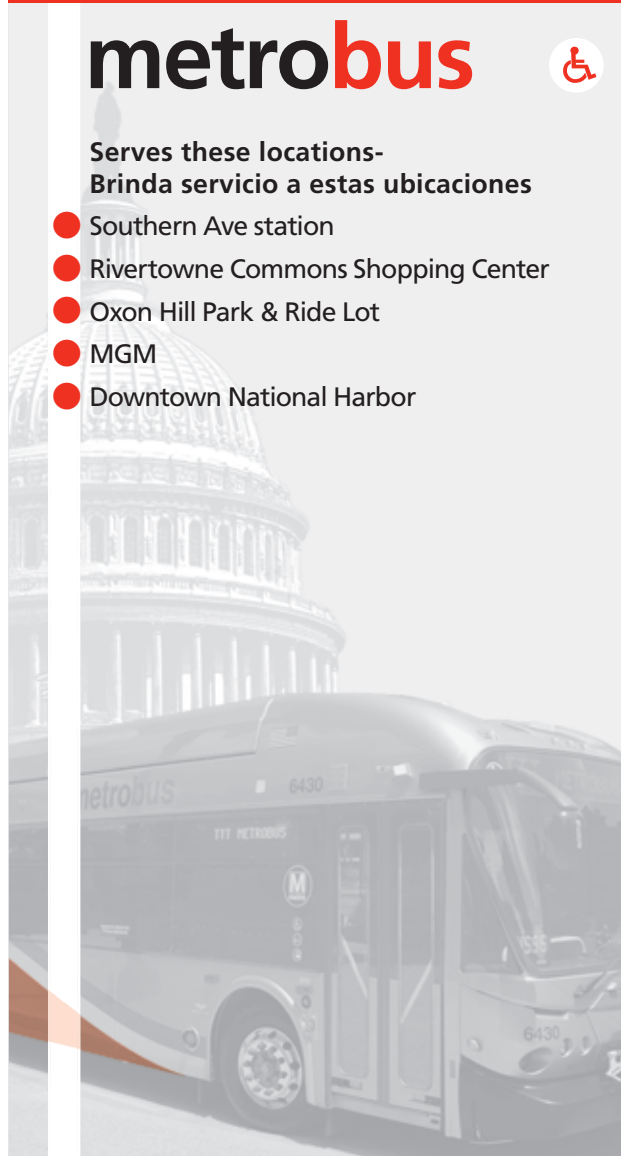 metrobus
Serves these locations-
Brinda servicio a estas ubicaciones
Southern Ave station
Rivertowne Commons Shopping Center
Oxon Hill Park & Ride Lot
MGM
Downtown National Harbor
metrobus
6430
TTT METROBUS
M
6430